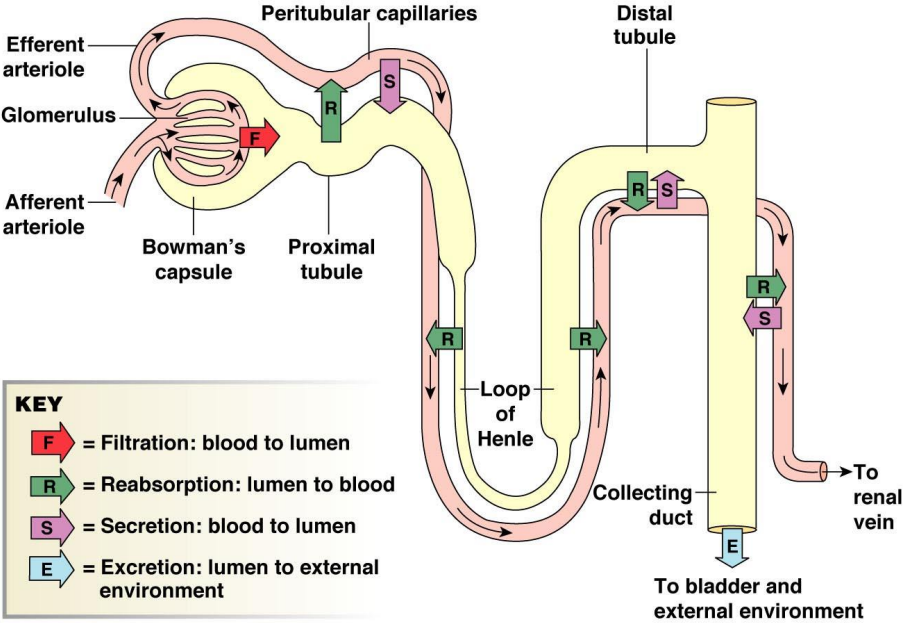 Peritubular capillaries
Distal
tubule
Efferent
arteriole
S
R
Glomerulus
F
R
S
Afferent
arteriole
Bowman's
capsule
Proximal
tubule
R
S
R
R
Loop
of
Henle
KEY
F = Filtration: blood to lumen
R = Reabsorption: lumen to blood
S = Secretion: blood to lumen
E = Excretion: lumen to external
environment
Collecting
duct
To
renal
vein
E
To bladder and
external environment